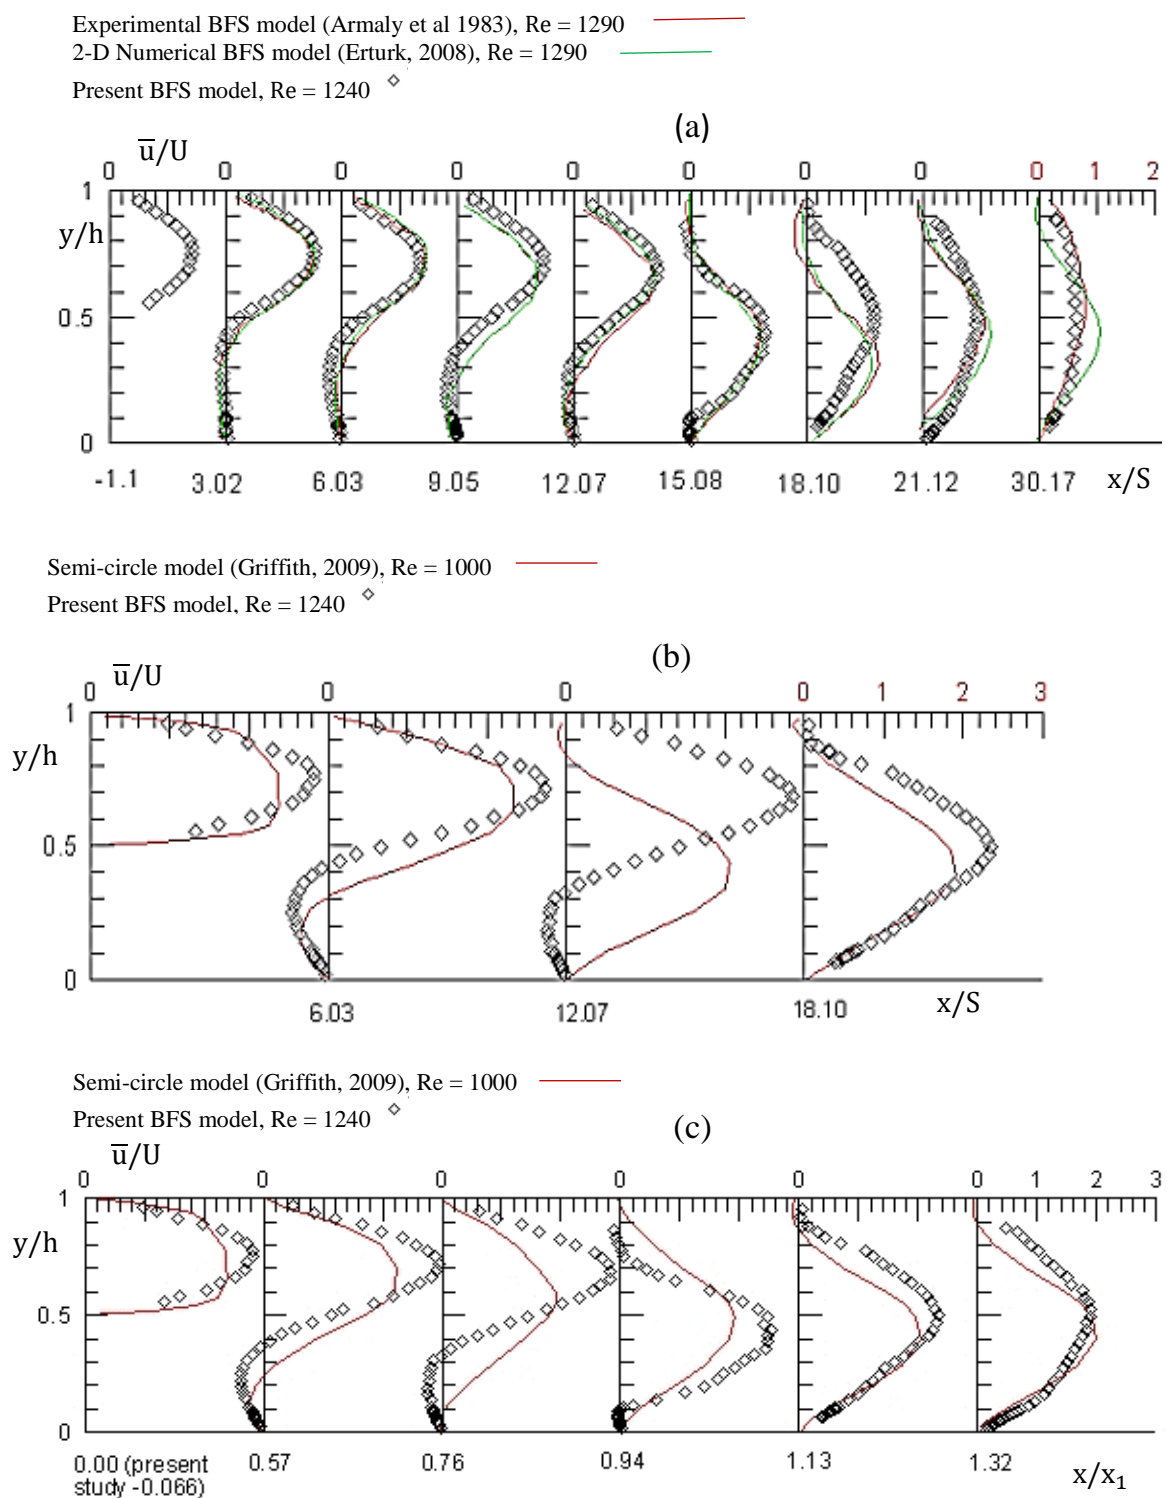 Experimental BFS model (Armaly et al 1983), Re = 1290
2-D Numerical BFS model (Erturk, 2008), Re = 1290
Present BFS model, Re = 1240
(a)
u̅/U
0 0 0 0 0 0 0 0 0 1 2
1
y/h
0.5
0
-1.1 3.02 6.03 9.05 12.07 15.08 18.10 21.12 30.17 x/S
Semi-circle model (Griffith, 2009), Re = 1000
Present BFS model, Re = 1240
(b)
u̅/U
0 0 0 0 1 2 3
1
y/h
0.5
0
6.03 12.07 18.10 x/S
Semi-circle model (Griffith, 2009), Re = 1000
Present BFS model, Re = 1240
(c)
u̅/U
0 0 0 0 0 0 1 2 3
1
y/h
0.5
0
0.00 (present 0.57 0.76 0.94 1.13 1.32 x/x₁
study -0.066)